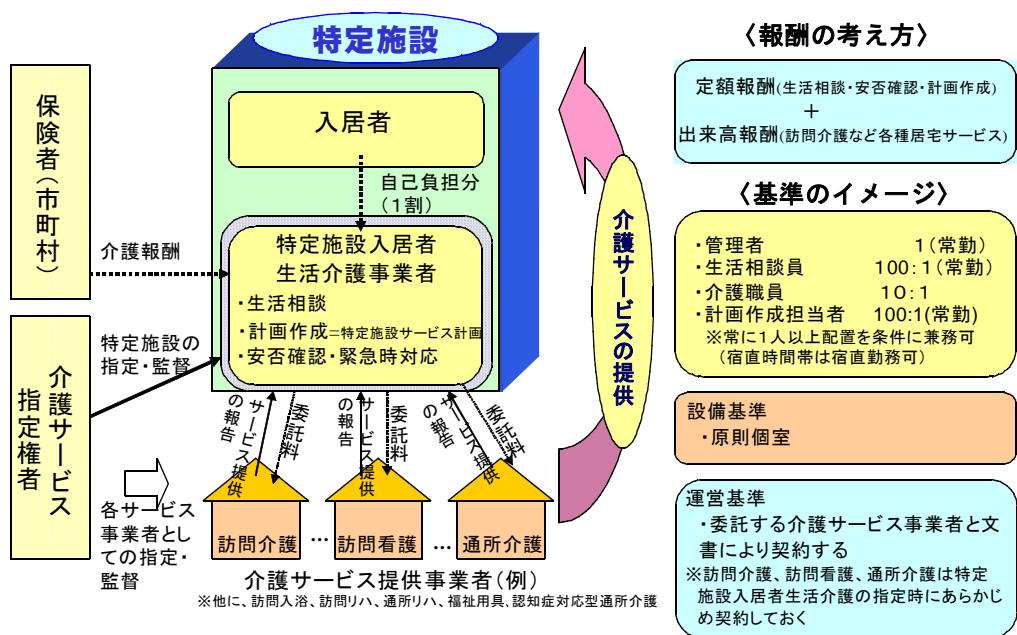 特定施設
保険者(市町村)
入居者
自己負担分
(1割)
介護報酬
特定施設入居者
生活介護事業者
・生活相談
・計画作成=特定施設サービス計画
・安否確認・緊急時対応
介護サービス
指定権者
特定施設の
指定・監督
サービス提供
の報告
委託料
サービス提供
の報告
委託料
サービス提供
の報告
委託料
各サービス
事業者とし
ての指定・
監督
訪問介護
…
訪問看護
…
通所介護
介護サービス提供事業者(例)
※他に、訪問入浴、訪問リハ、通所リハ、福祉用具、認知症対応型通所介護
介護サービスの提供
〈報酬の考え方〉
定額報酬(生活相談・安否確認・計画作成)
+
出来高報酬(訪問介護など各種居宅サービス)
〈基準のイメージ〉
・管理者 1(常勤)
・生活相談員 100:1(常勤)
・介護職員 10:1
・計画作成担当者 100:1(常勤)
※常に1人以上配置を条件に兼務可
(宿直時間帯は宿直勤務可)
設備基準
・原則個室
運営基準
・委託する介護サービス事業者と文
書により契約する
※訪問介護、訪問看護、通所介護は特定
施設入居者生活介護の指定時にあらかじ
め契約しておく